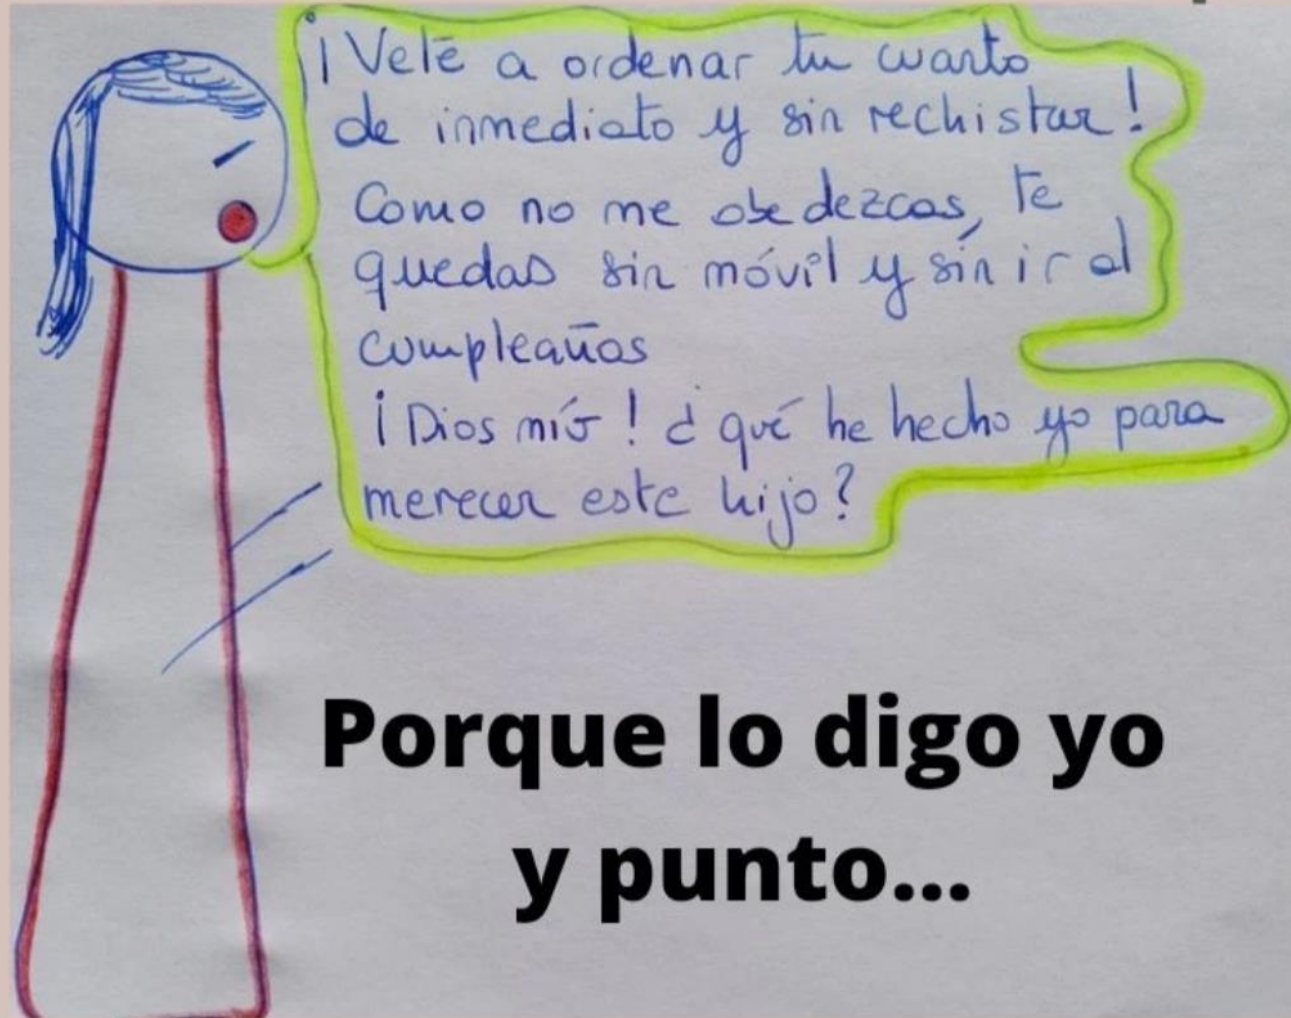 ¡Vete a ordenar tu cuarto
de inmediato y sin rechistar!
Como no me obedezcas, te
quedas sin móvil y sin ir al
cumpleaños
¡Dios mío! ¿qué he hecho yo para
merecer este hijo?
Porque lo digo yo
y punto...